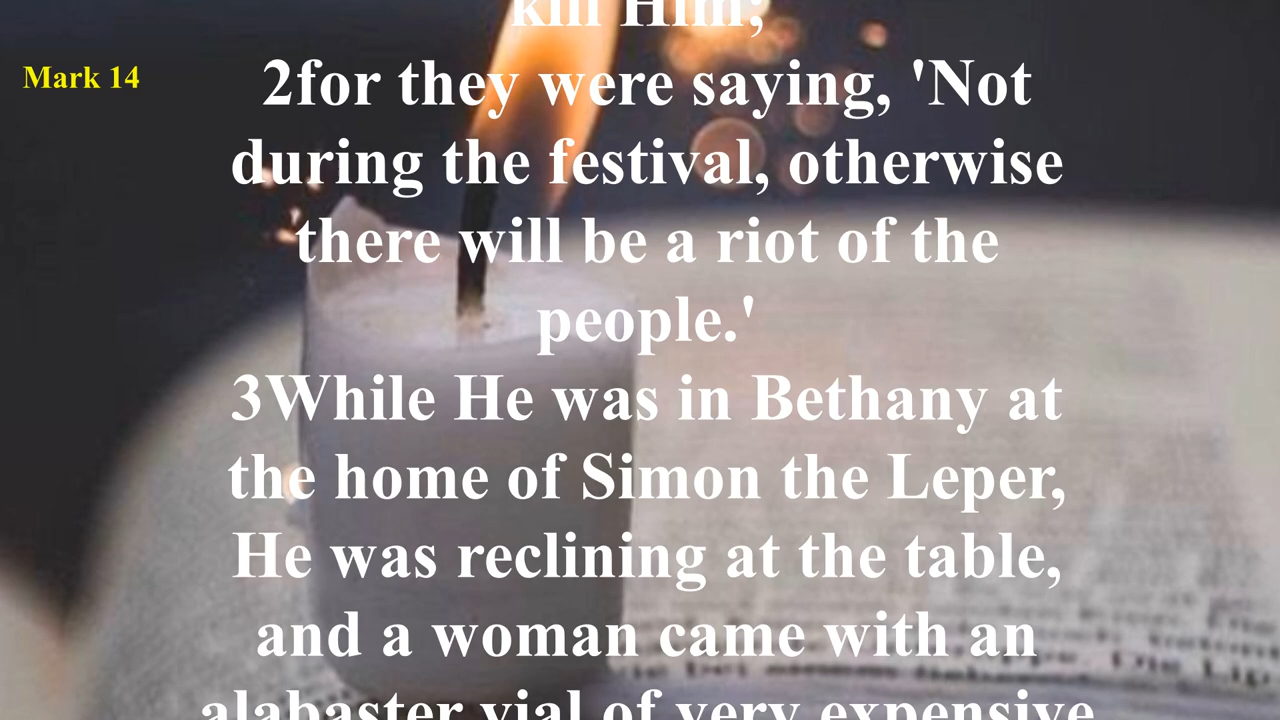 kill Him;
Mark 14
2for they were saying, 'Not
during the festival, otherwise
there will be a riot of the
people.'
3While He was in Bethany at
the home of Simon the Leper,
He was reclining at the table,
and a woman came with an
alabaster vial of very expensive